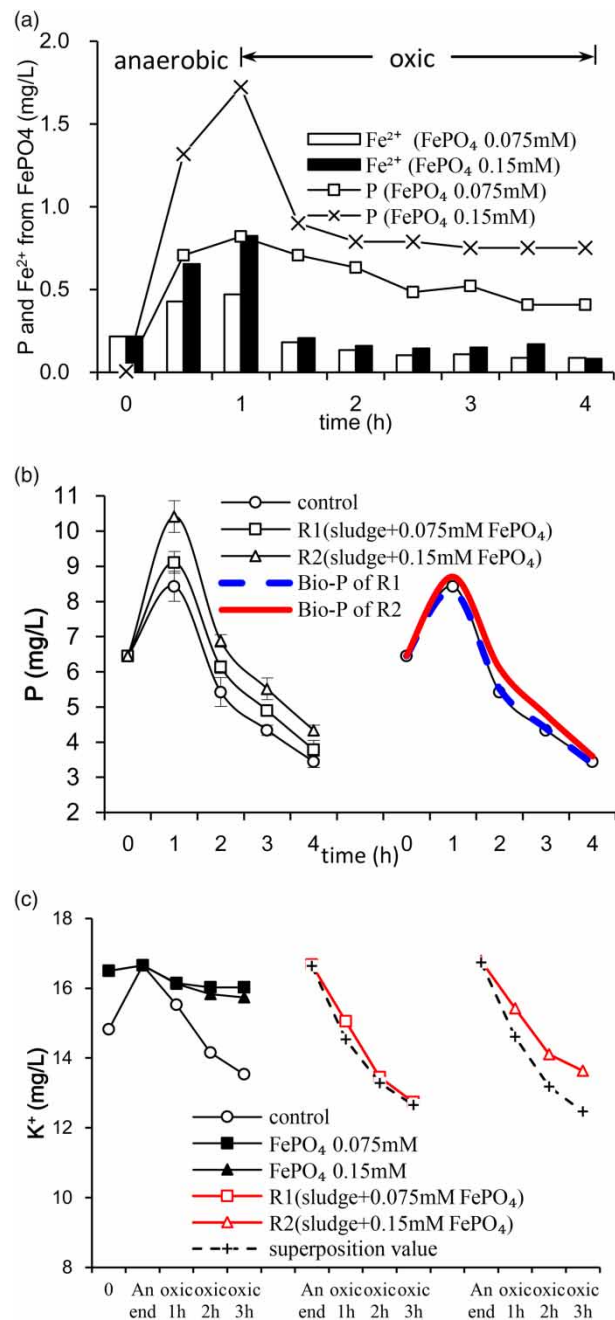 (a)
P and Fe²⁺ from FePO4 (mg/L)
2.0
1.5
1.0
0.5
0.0
anaerobic
oxic
Fe²⁺ (FePO₄ 0.075mM)
Fe²⁺ (FePO₄ 0.15mM)
P (FePO₄ 0.075mM)
P (FePO₄ 0.15mM)
0 1 2 3 4
time (h)
(b)
P (mg/L)
11
10
9
8
7
6
5
4
3
2
control
R1(sludge+0.075mM FePO₄)
R2(sludge+0.15mM FePO₄)
Bio-P of R1
Bio-P of R2
0 1 2 3 4 0 1 2 3 4
time (h)
(c)
K⁺ (mg/L)
18
16
14
12
10
8
control
FePO₄ 0.075mM
FePO₄ 0.15mM
R1(sludge+0.075mM FePO₄)
R2(sludge+0.15mM FePO₄)
superposition value
0 An oxic oxic oxic An oxic oxic oxic An oxic oxic oxic
end 1h 2h 3h end 1h 2h 3h end 1h 2h 3h